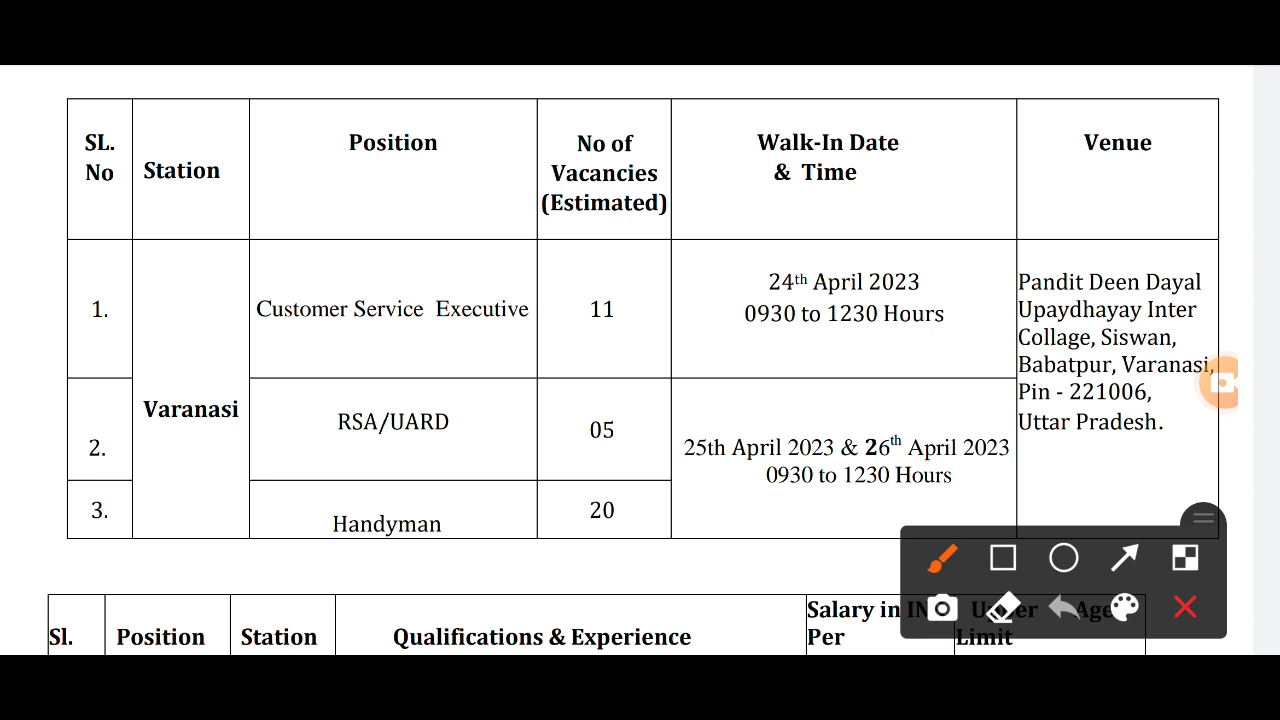 SL.
No
Station
Position
No of
Vacancies
(Estimated)
Walk-In Date
& Time
Venue
1.
Varanasi
Customer Service Executive
11
24th April 2023
0930 to 1230 Hours
Pandit Deen Dayal
Upaydhayay Inter
Collage, Siswan,
Babatpur, Varanasi,
Pin - 221006,
Uttar Pradesh.
2.
RSA/UARD
05
25th April 2023 & 26th April 2023
0930 to 1230 Hours
3.
Handyman
20
Sl.
Position
Station
Qualifications & Experience
Salary in
Per
Age
Limit